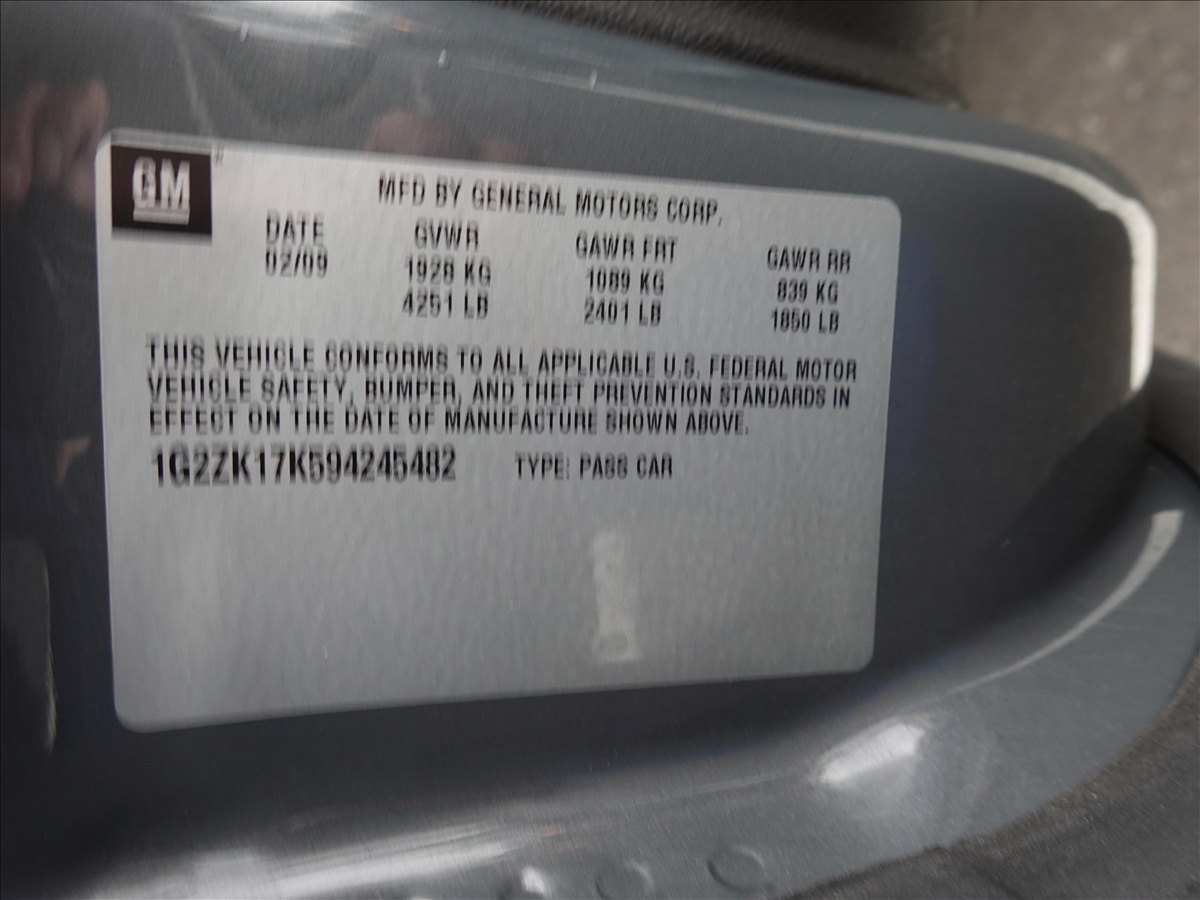 GM
MFD BY GENERAL MOTORS CORP.
DATE GVWR GAWR FRT GAWR RR
02/09 1928 KG 1089 KG 839 KG
4251 LB 2401 LB 1850 LB
THIS VEHICLE CONFORMS TO ALL APPLICABLE U.S. FEDERAL MOTOR
VEHICLE SAFETY, BUMPER, AND THEFT PREVENTION STANDARDS IN
EFFECT ON THE DATE OF MANUFACTURE SHOWN ABOVE.
1G2ZK17K594245482 TYPE: PASS CAR